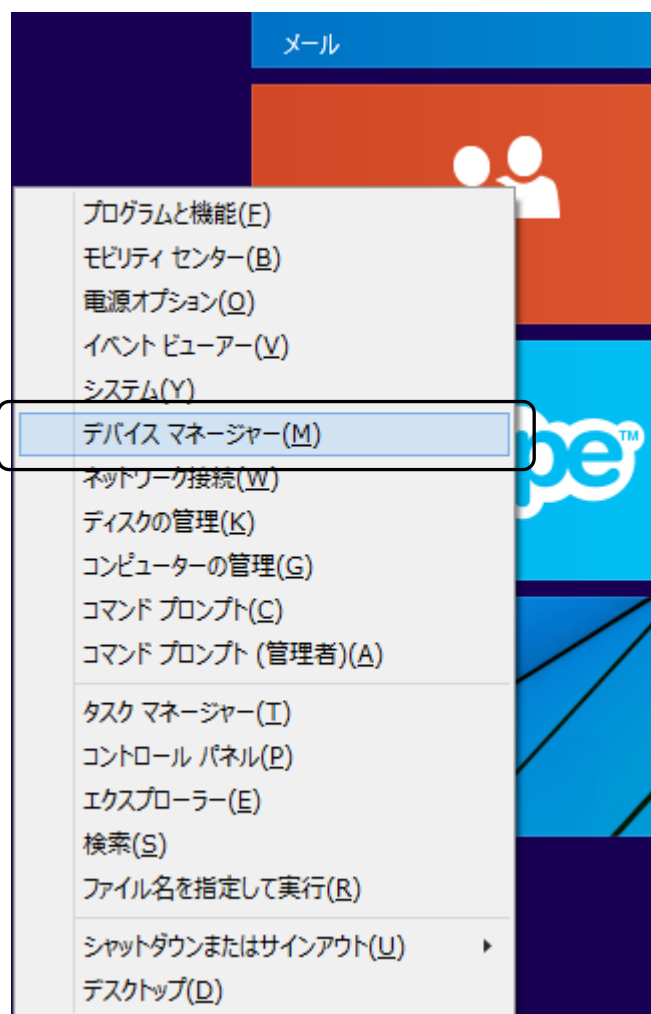 メール
プログラムと機能(F)
モビリティ センター(B)
電源オプション(O)
イベント ビューアー(V)
システム(Y)
デバイス マネージャー(M)
pe™
ネットワーク接続(W)
ディスクの管理(K)
コンピューターの管理(G)
コマンド プロンプト(C)
コマンド プロンプト (管理者)(A)
タスク マネージャー(T)
コントロール パネル(P)
エクスプローラー(E)
検索(S)
ファイル名を指定して実行(R)
シャットダウンまたはサインアウト(U)
デスクトップ(D)